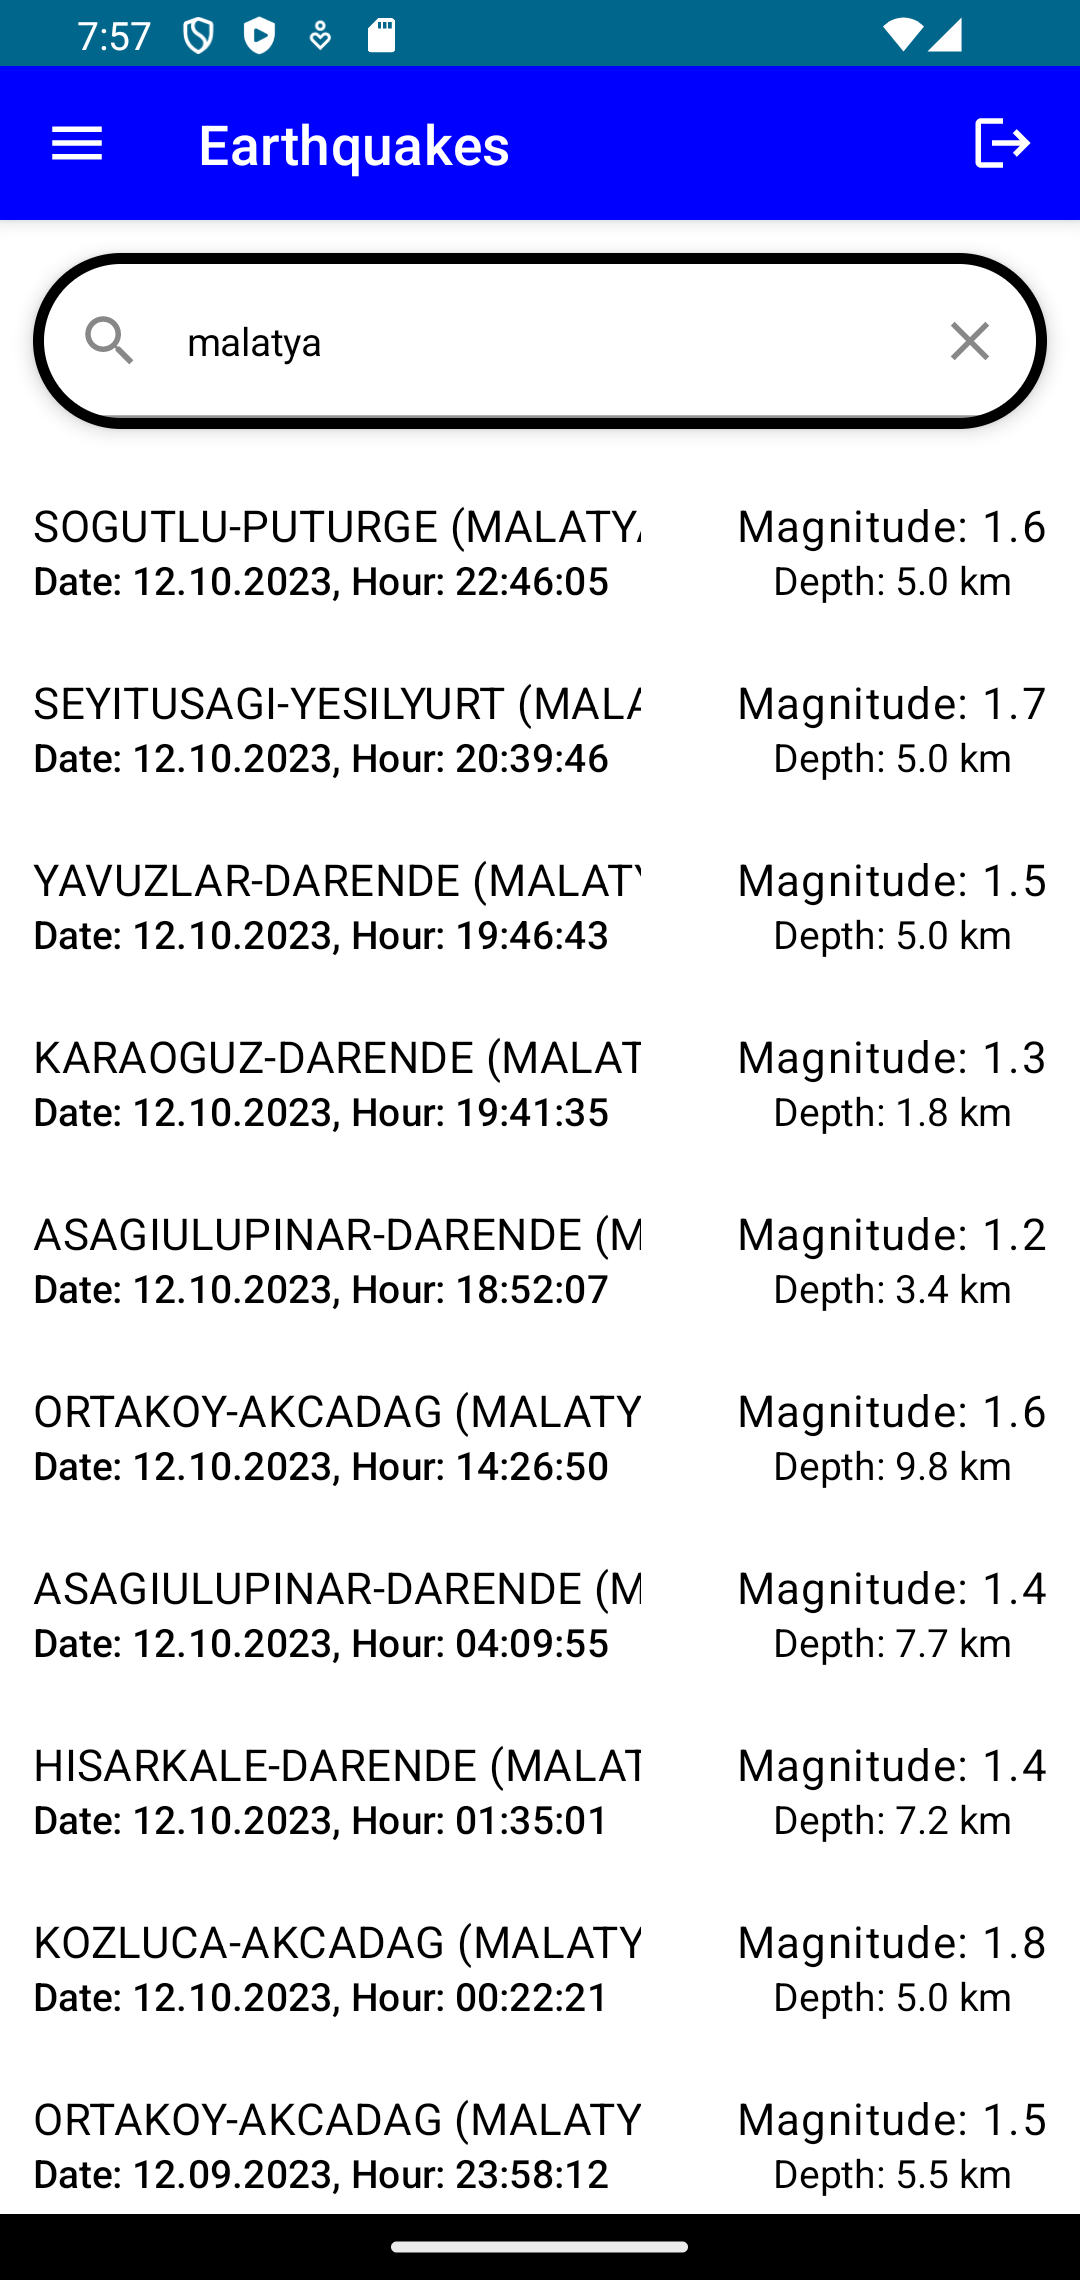 7:57
Earthquakes
malatya
SOGUTLU-PUTURGE (MALATYA
Magnitude: 1.6
Date: 12.10.2023, Hour: 22:46:05
Depth: 5.0 km
SEYITUSAGI-YESILYURT (MALA
Magnitude: 1.7
Date: 12.10.2023, Hour: 20:39:46
Depth: 5.0 km
YAVUZLAR-DARENDE (MALATY
Magnitude: 1.5
Date: 12.10.2023, Hour: 19:46:43
Depth: 5.0 km
KARAOGUZ-DARENDE (MALAT
Magnitude: 1.3
Date: 12.10.2023, Hour: 19:41:35
Depth: 1.8 km
ASAGIULUPINAR-DARENDE (M
Magnitude: 1.2
Date: 12.10.2023, Hour: 18:52:07
Depth: 3.4 km
ORTAKOY-AKCADAG (MALATY
Magnitude: 1.6
Date: 12.10.2023, Hour: 14:26:50
Depth: 9.8 km
ASAGIULUPINAR-DARENDE (M
Magnitude: 1.4
Date: 12.10.2023, Hour: 04:09:55
Depth: 7.7 km
HISARKALE-DARENDE (MALAT
Magnitude: 1.4
Date: 12.10.2023, Hour: 01:35:01
Depth: 7.2 km
KOZLUCA-AKCADAG (MALATY
Magnitude: 1.8
Date: 12.10.2023, Hour: 00:22:21
Depth: 5.0 km
ORTAKOY-AKCADAG (MALATY
Magnitude: 1.5
Date: 12.09.2023, Hour: 23:58:12
Depth: 5.5 km